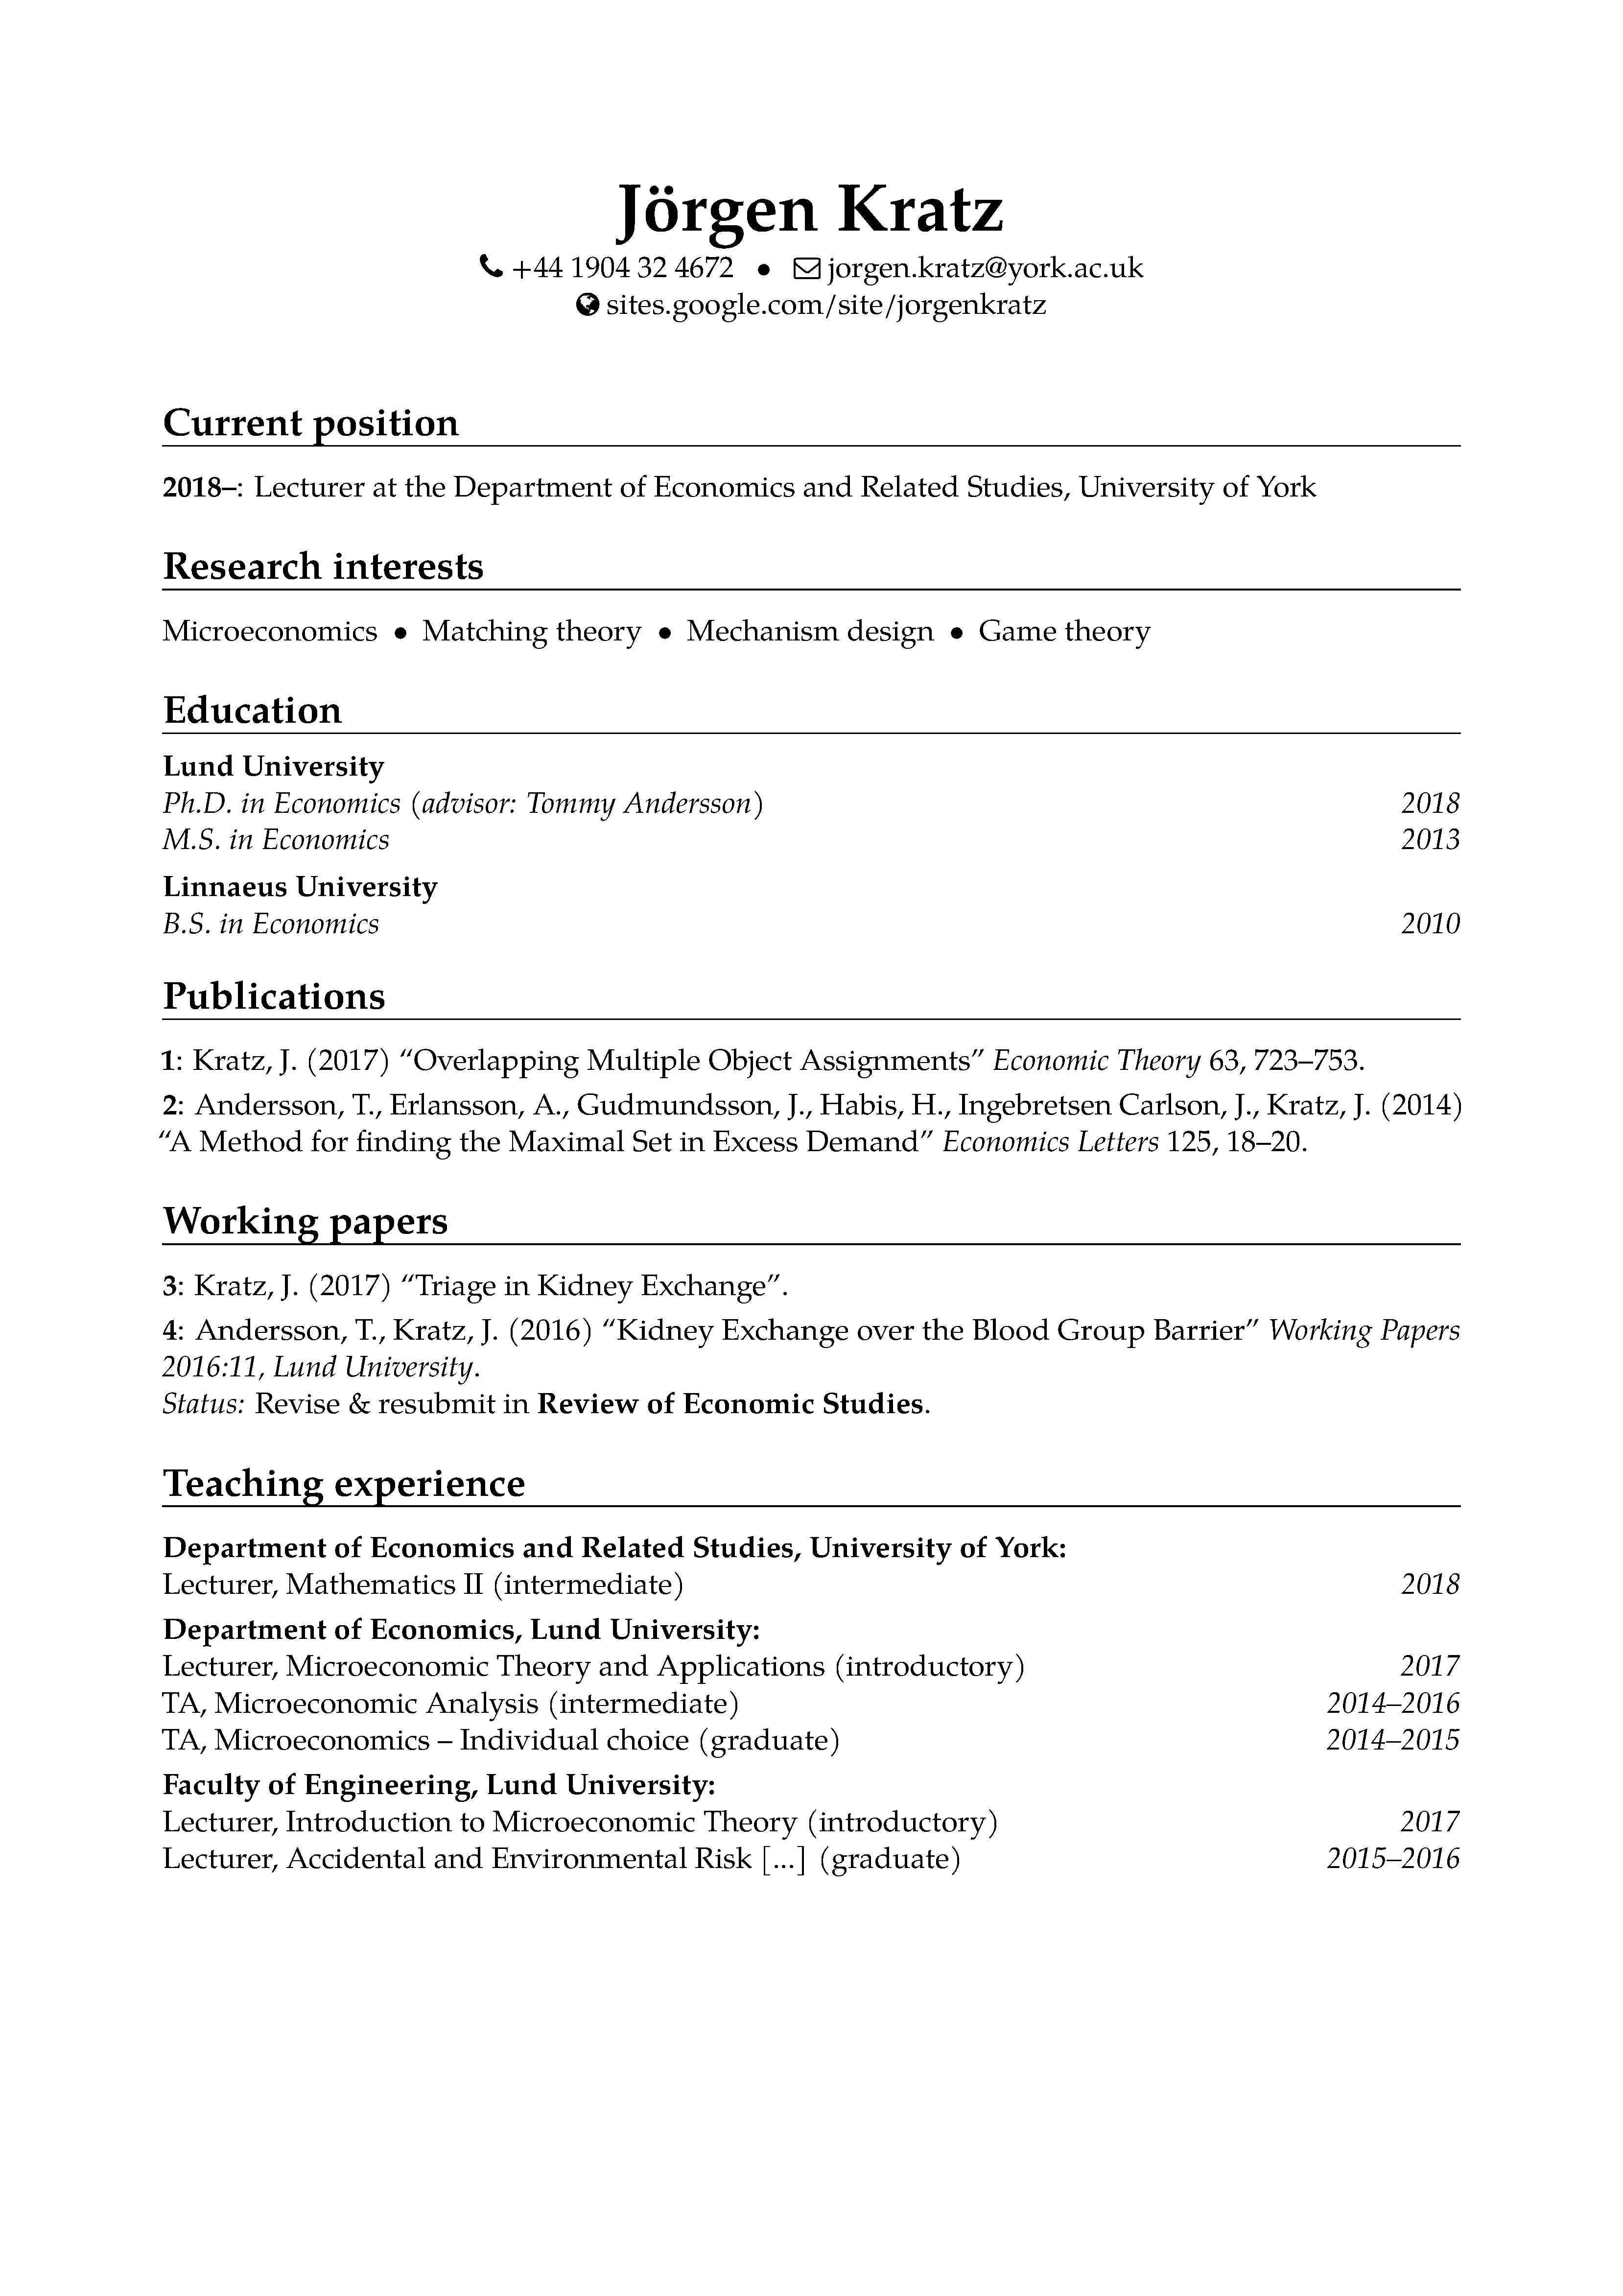 Jörgen Kratz
+44 1904 32 4672 • jorgen.kratz@york.ac.uk
sites.google.com/site/jorgenkratz
Current position
2018–: Lecturer at the Department of Economics and Related Studies, University of York
Research interests
Microeconomics • Matching theory • Mechanism design • Game theory
Education
Lund University
Ph.D. in Economics (advisor: Tommy Andersson) 2018
M.S. in Economics 2013
Linnaeus University
B.S. in Economics 2010
Publications
1: Kratz, J. (2017) “Overlapping Multiple Object Assignments” Economic Theory 63, 723–753.
2: Andersson, T., Erlansson, A., Gudmundsson, J., Habis, H., Ingebretsen Carlson, J., Kratz, J. (2014)
“A Method for finding the Maximal Set in Excess Demand” Economics Letters 125, 18–20.
Working papers
3: Kratz, J. (2017) “Triage in Kidney Exchange”.
4: Andersson, T., Kratz, J. (2016) “Kidney Exchange over the Blood Group Barrier” Working Papers
2016:11, Lund University.
Status: Revise & resubmit in Review of Economic Studies.
Teaching experience
Department of Economics and Related Studies, University of York:
Lecturer, Mathematics II (intermediate) 2018
Department of Economics, Lund University:
Lecturer, Microeconomic Theory and Applications (introductory) 2017
TA, Microeconomic Analysis (intermediate) 2014–2016
TA, Microeconomics – Individual choice (graduate) 2014–2015
Faculty of Engineering, Lund University:
Lecturer, Introduction to Microeconomic Theory (introductory) 2017
Lecturer, Accidental and Environmental Risk [...] (graduate) 2015–2016